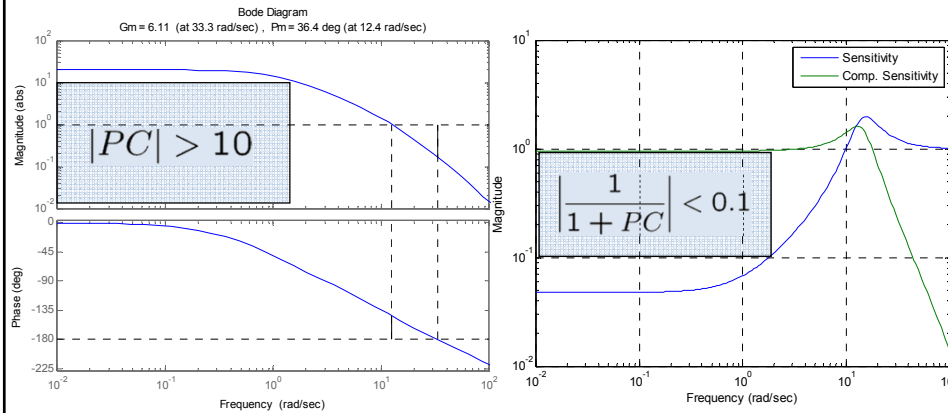 Bode Diagram
Gm = 6.11 (at 33.3 rad/sec) , Pm = 36.4 deg (at 12.4 rad/sec)
10^2
10^1
10^0
10^-1
10^-2
Magnitude (abs)
|PC| > 10
0
-45
-90
-135
-180
-225
Phase (deg)
10^-2 10^-1 10^0 10^1 10^2
Frequency (rad/sec)
10^1
10^0
10^-1
10^-2
Magnitude
Sensitivity
Comp. Sensitivity
|1/(1 + PC)| < 0.1
10^-2 10^-1 10^0 10^1 10
Frequency (rad/sec)